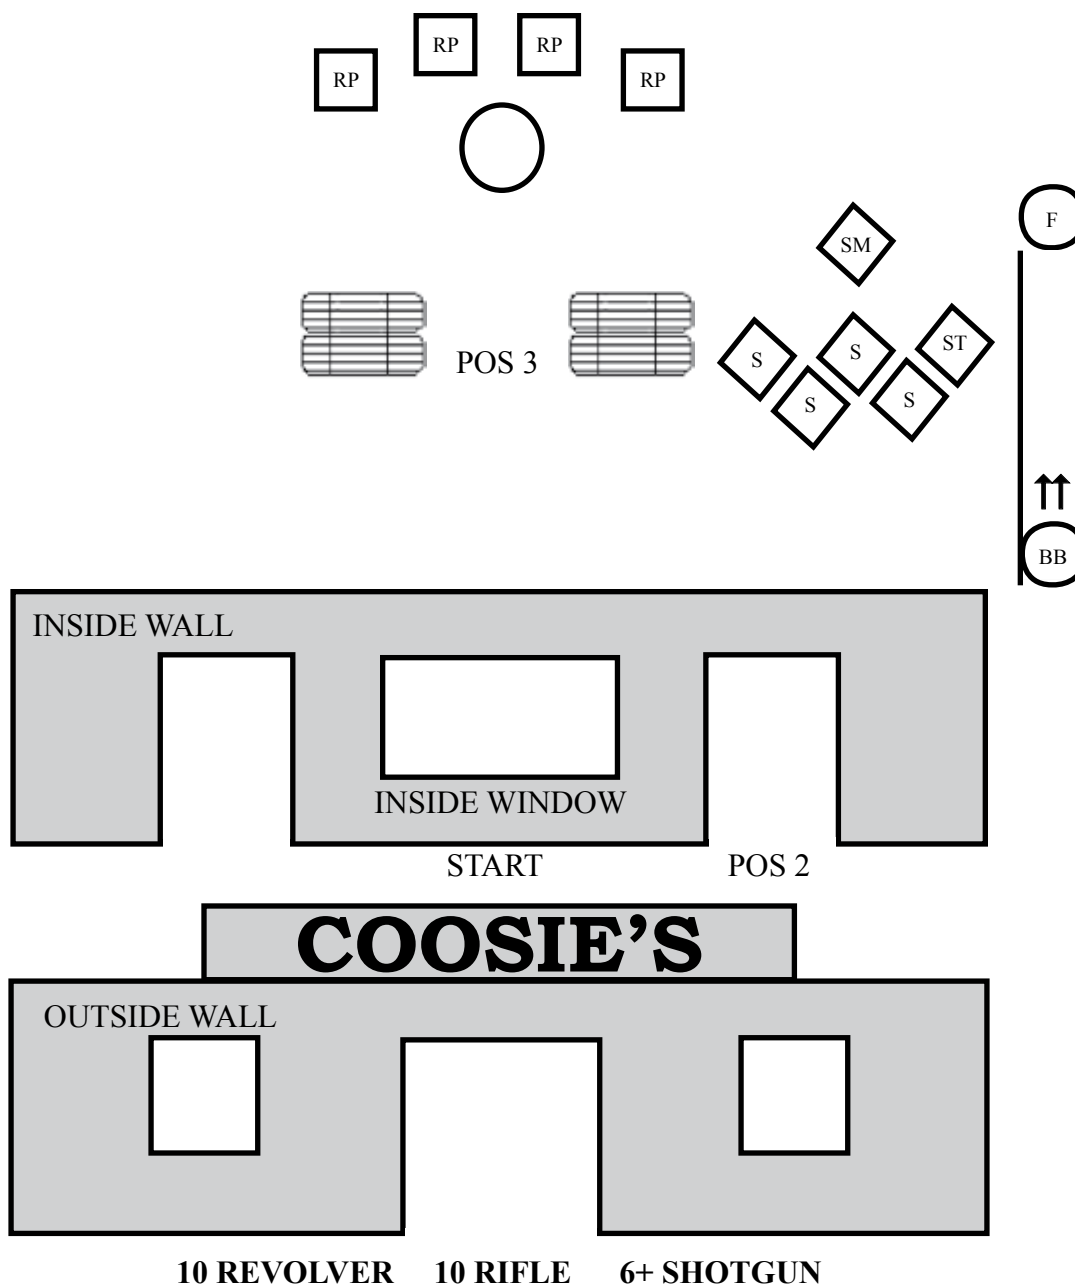 RP
RP
RP
RP
F
SM
ST
S
S
POS 3
S
S
BB
INSIDE WALL
INSIDE WINDOW
START
POS 2
COOSIE’S
OUTSIDE WALL
10 REVOLVER 10 RIFLE 6+ SHOTGUN